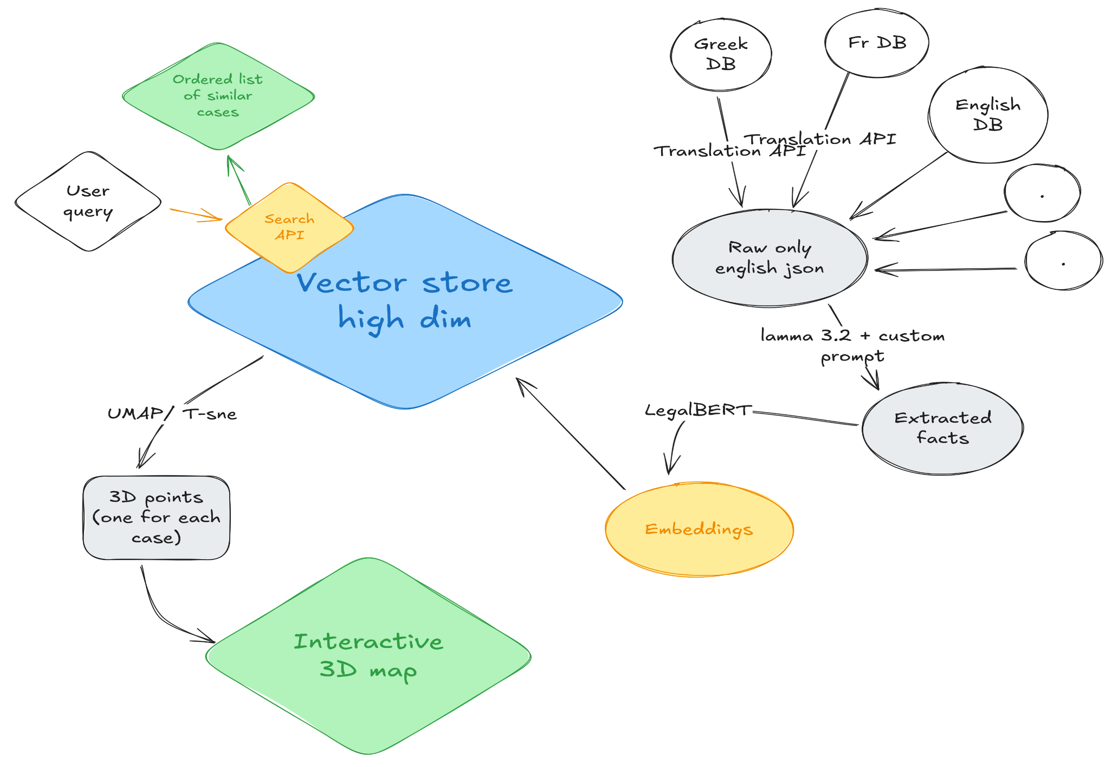 Greek
DB
Fr DB
English
DB
.
.
Translation API
Translation API
Raw only
english json
lamma 3.2 + custom
prompt
Extracted
facts
LegalBERT
Embeddings
Ordered list
of similar
cases
User
query
Search
API
Vector store
high dim
UMAP/ T-sne
3D points
(one for each
case)
Interactive
3D map